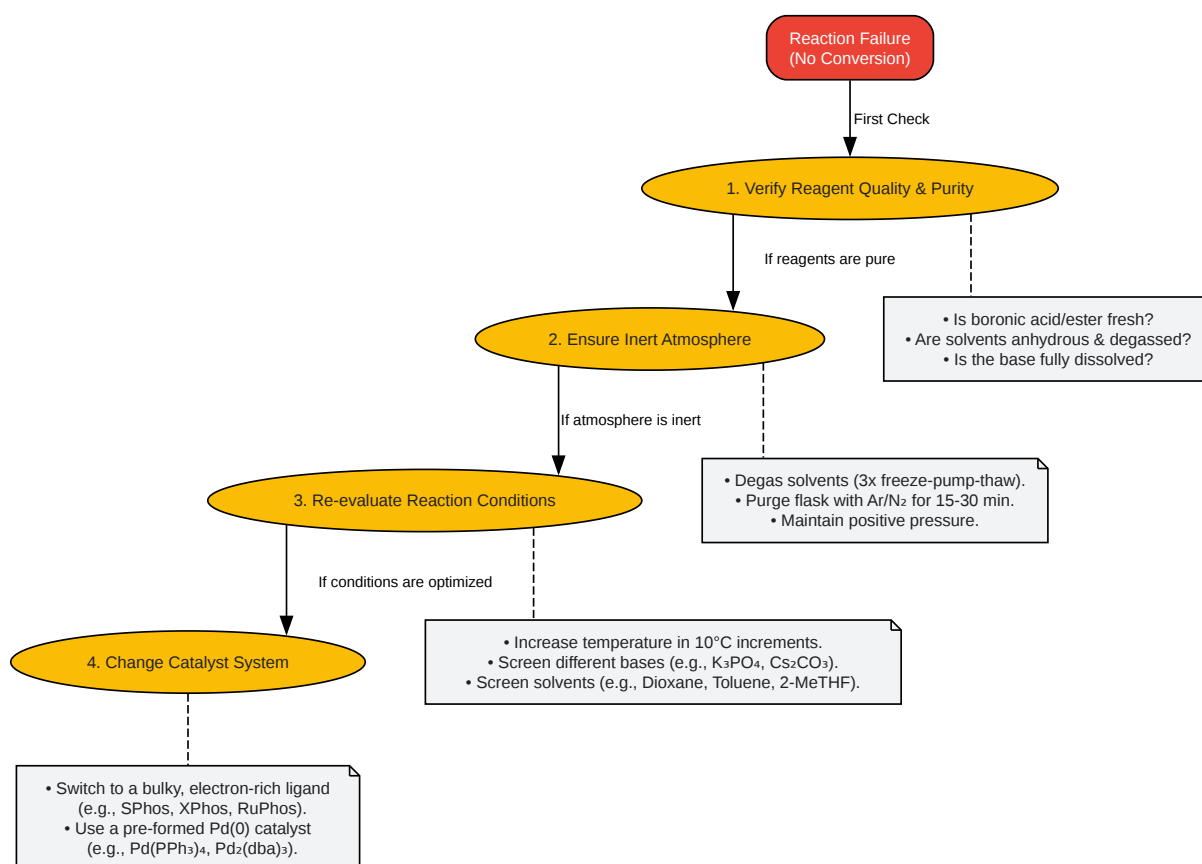 Reaction Failure
(No Conversion)
First Check
1. Verify Reagent Quality & Purity
If reagents are pure
• Is boronic acid/ester fresh?
• Are solvents anhydrous & degassed?
• Is the base fully dissolved?
2. Ensure Inert Atmosphere
If atmosphere is inert
• Degas solvents (3x freeze-pump-thaw).
• Purge flask with Ar/N₂ for 15-30 min.
• Maintain positive pressure.
3. Re-evaluate Reaction Conditions
If conditions are optimized
• Increase temperature in 10°C increments.
• Screen different bases (e.g., K₃PO₄, Cs₂CO₃).
• Screen solvents (e.g., Dioxane, Toluene, 2-MeTHF).
4. Change Catalyst System
• Switch to a bulky, electron-rich ligand
(e.g., SPhos, XPhos, RuPhos).
• Use a pre-formed Pd(0) catalyst
(e.g., Pd(PPh₃)₄, Pd₂(dba)₃).